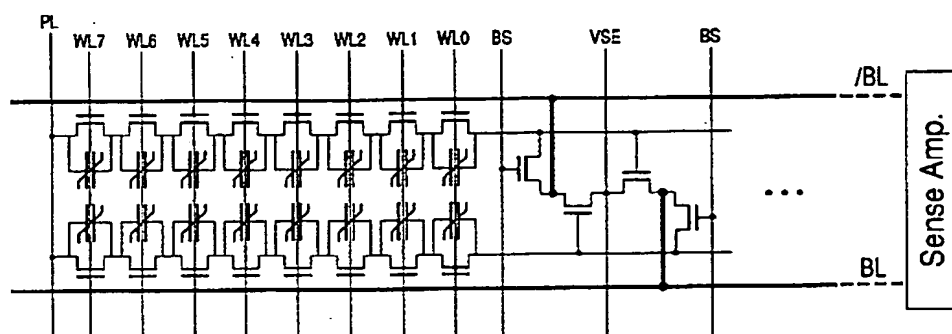 PL WL7 WL6 WL5 WL4 WL3 WL2 WL1 WL0 BS VSE BS
/BL
Sense Amp.
BL